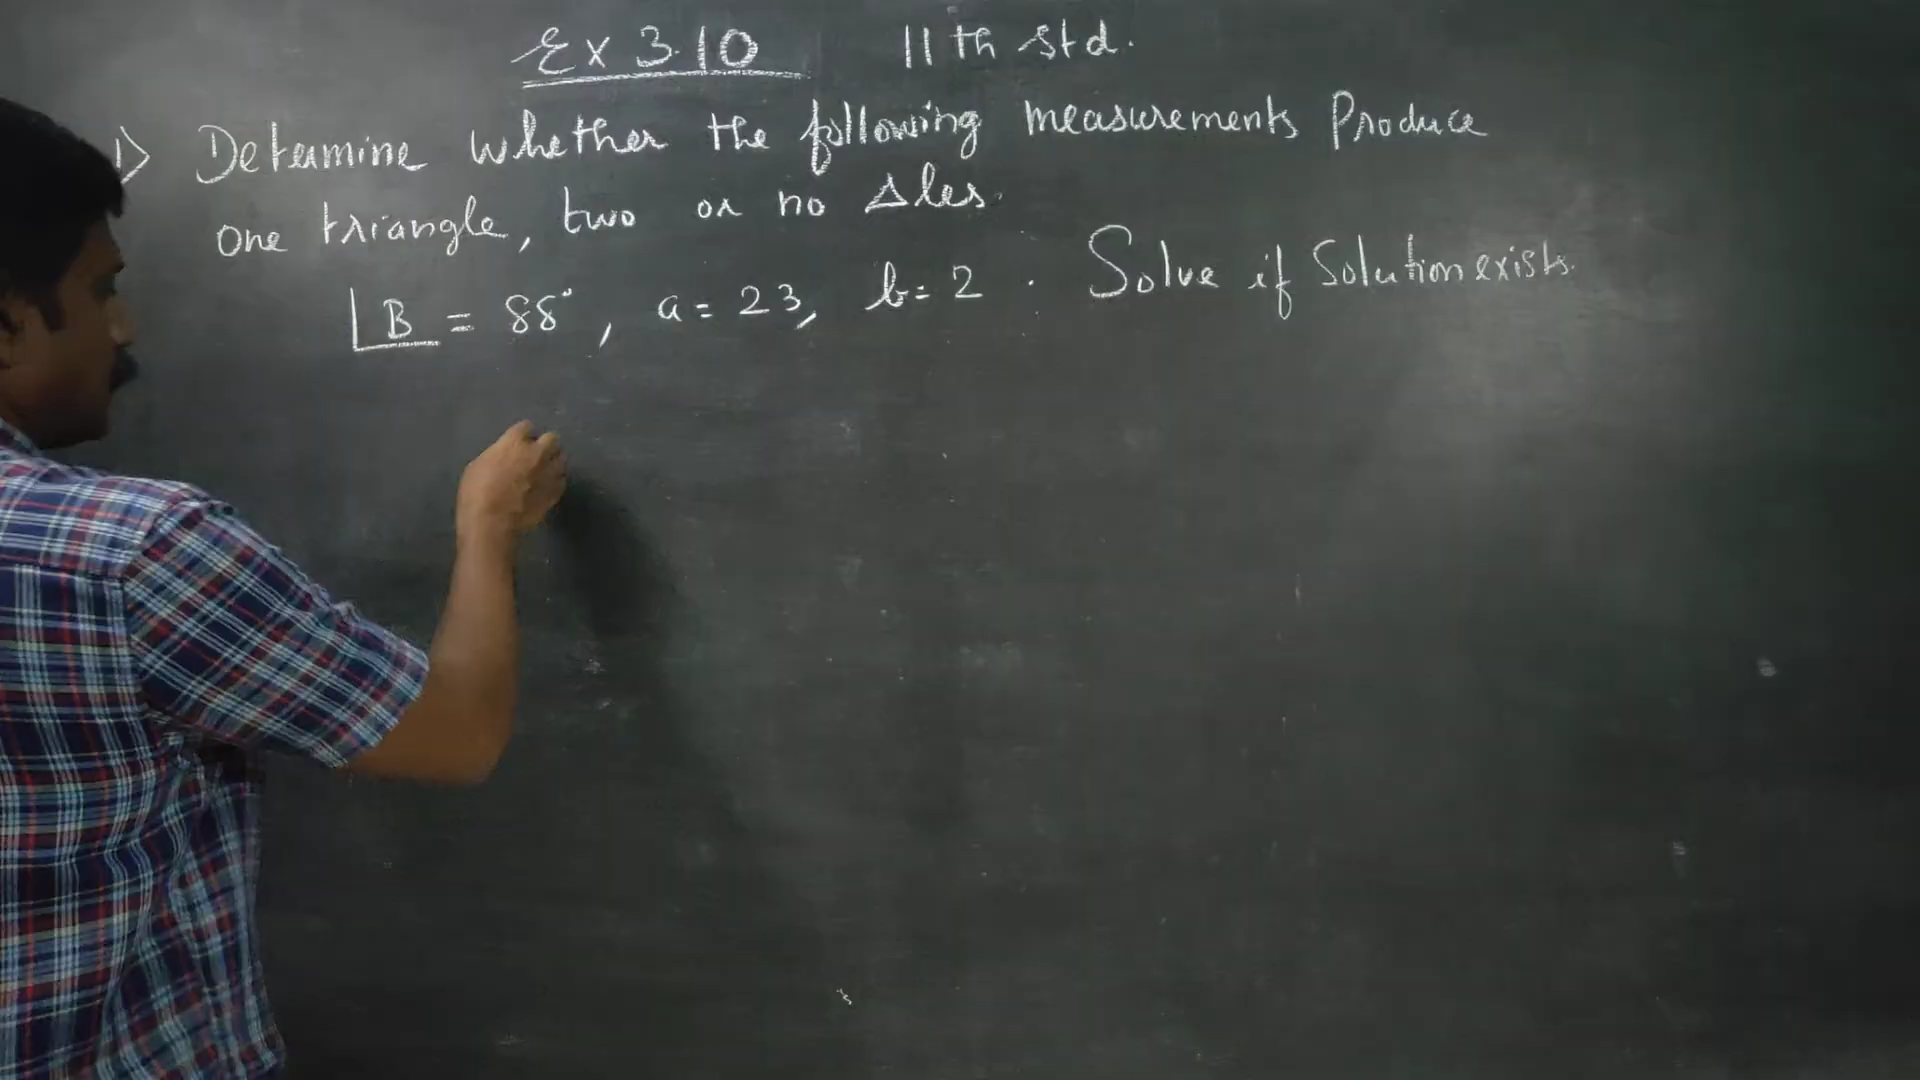 Ex 3.10 11th std.
1) Determine whether the following measurements Produce
one triangle, two or no Δles.
∠B = 88°, a = 23, b = 2. Solve if Solution exists.